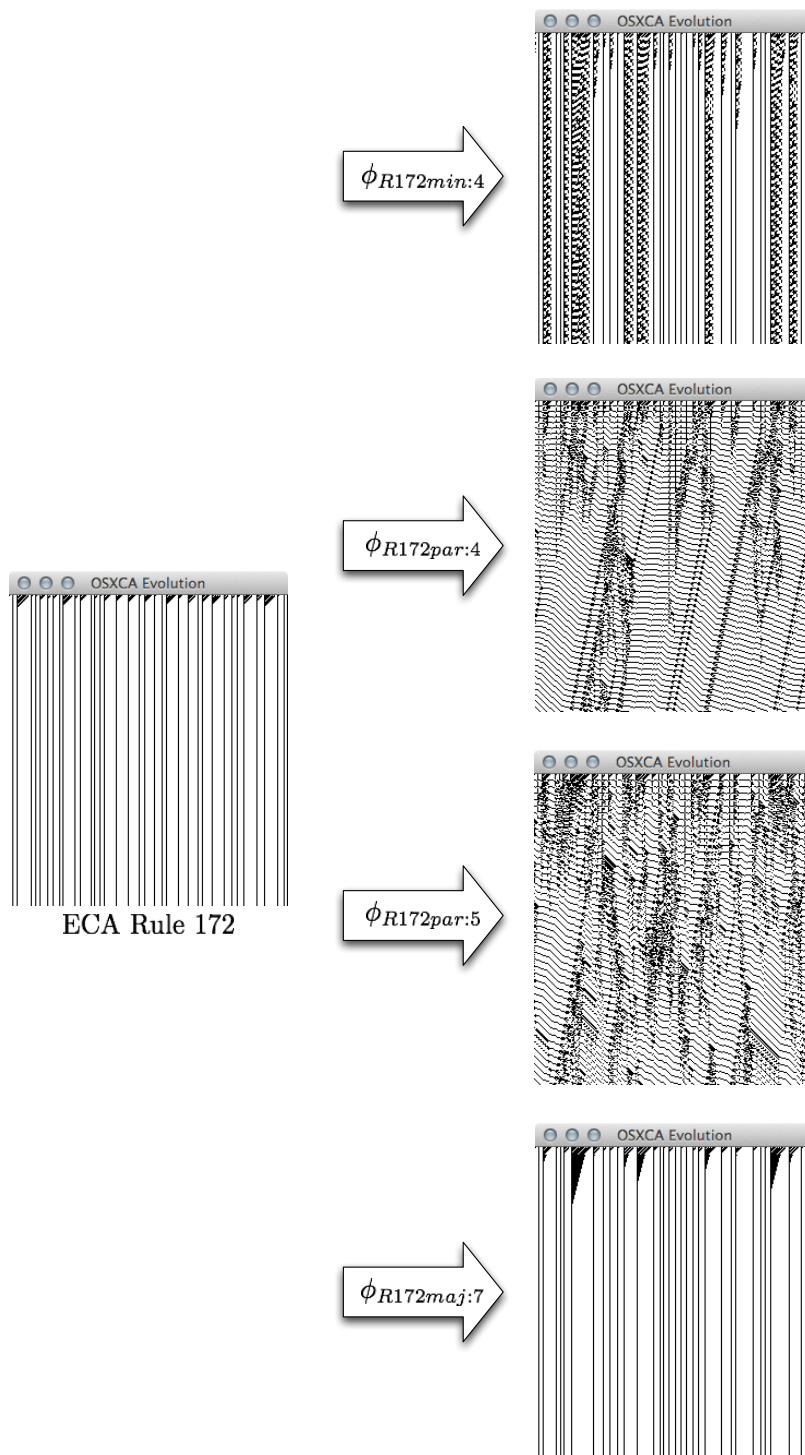 OSXCA Evolution
ϕR172min:4
OSXCA Evolution
ϕR172par:4
OSXCA Evolution
ECA Rule 172
OSXCA Evolution
ϕR172par:5
OSXCA Evolution
ϕR172maj:7